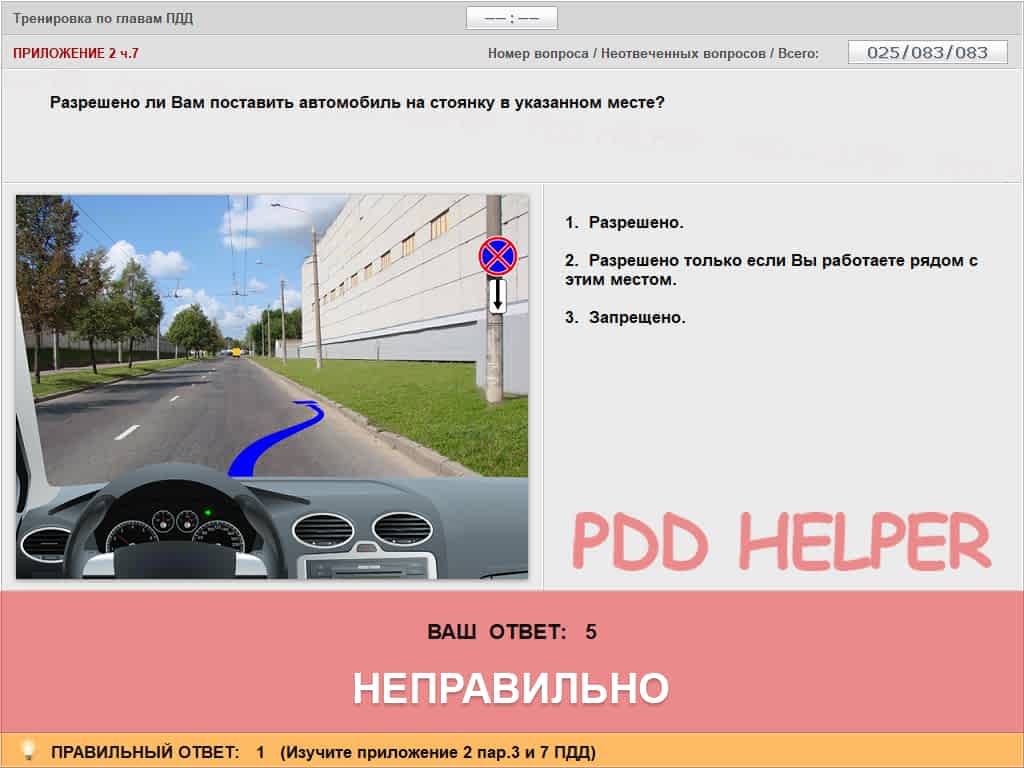 Тренировка по главам ПДД
—— : ——
ПРИЛОЖЕНИЕ 2 ч.7
Номер вопроса / Неотвеченных вопросов / Всего:
025/083/083
Разрешено ли Вам поставить автомобиль на стоянку в указанном месте?
1. Разрешено.
2. Разрешено только если Вы работаете рядом с
этим местом.
3. Запрещено.
PDD HELPER
ВАШ ОТВЕТ: 5
НЕПРАВИЛЬНО
ПРАВИЛЬНЫЙ ОТВЕТ: 1 (Изучите приложение 2 пар.3 и 7 ПДД)